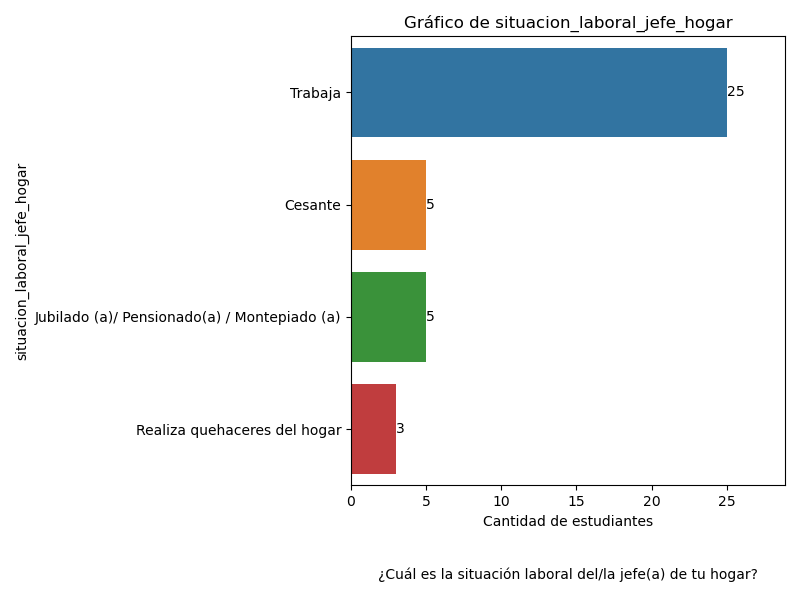 Gráfico de situacion_laboral_jefe_hogar
situacion_laboral_jefe_hogar
Trabaja
25
Cesante
5
Jubilado (a)/ Pensionado(a) / Montepiado (a)
5
Realiza quehaceres del hogar
3
0 5 10 15 20 25
Cantidad de estudiantes
¿Cuál es la situación laboral del/la jefe(a) de tu hogar?